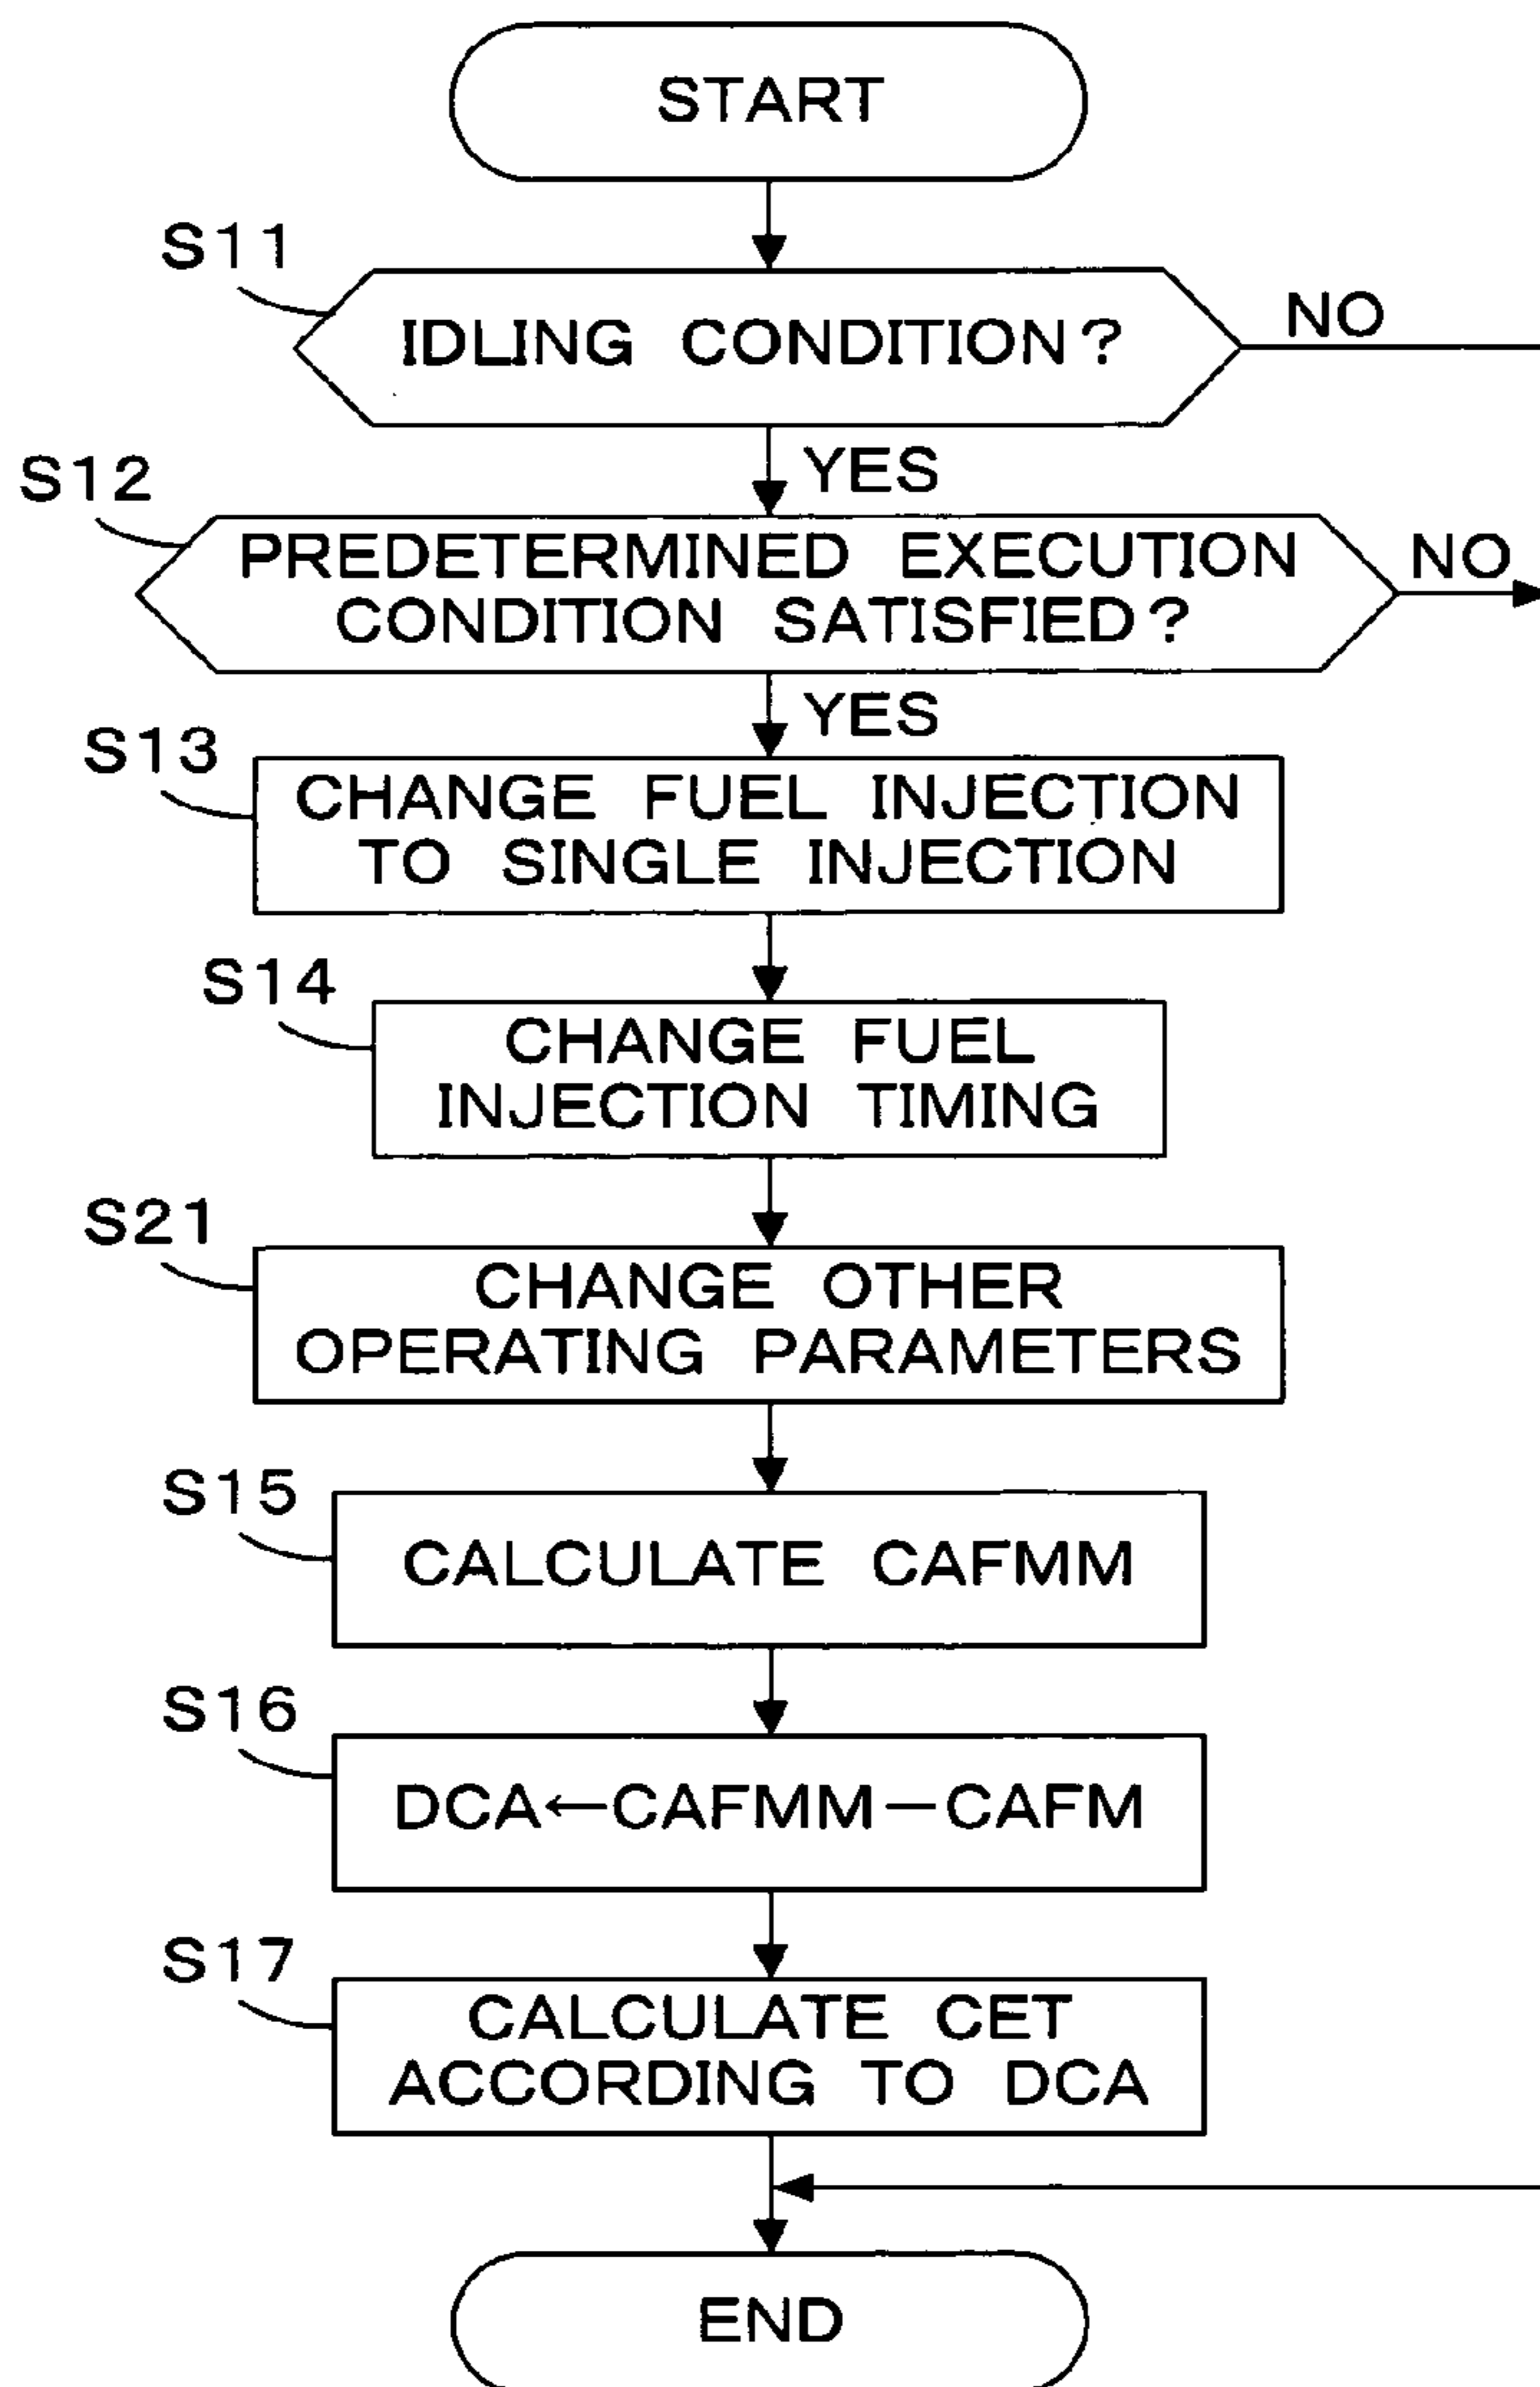 START
S11
IDLING CONDITION?
NO
YES
S12
PREDETERMINED EXECUTION
CONDITION SATISFIED?
NO
YES
S13
CHANGE FUEL INJECTION
TO SINGLE INJECTION
S14
CHANGE FUEL
INJECTION TIMING
S21
CHANGE OTHER
OPERATING PARAMETERS
S15
CALCULATE CAFMM
S16
DCA←CAFMM—CAFM
S17
CALCULATE CET
ACCORDING TO DCA
END